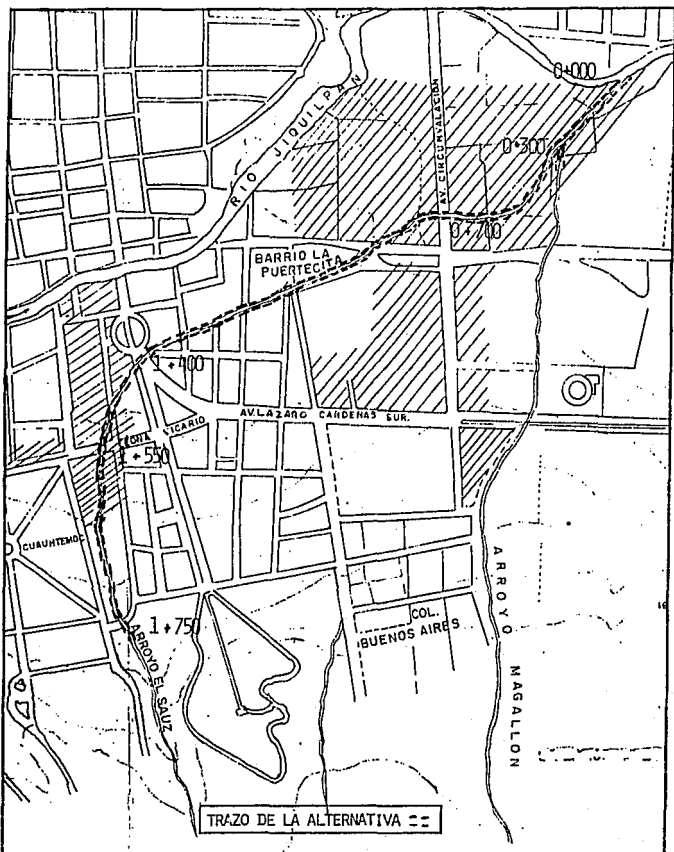 0+000
RIO JIQUILPAN
AV. CIRCUNVALACION
0+300
0+700
BARRIO LA
PUERTECITA
1+400
AV. LAZARO CARDENAS SUR.
VICARIO
1+550
CUAUHTEMOC
ARROYO MAGALLON
COL.
BUENOS AIRES
1+750
ARROYO EL SAUZ
TRAZO DE LA ALTERNATIVA